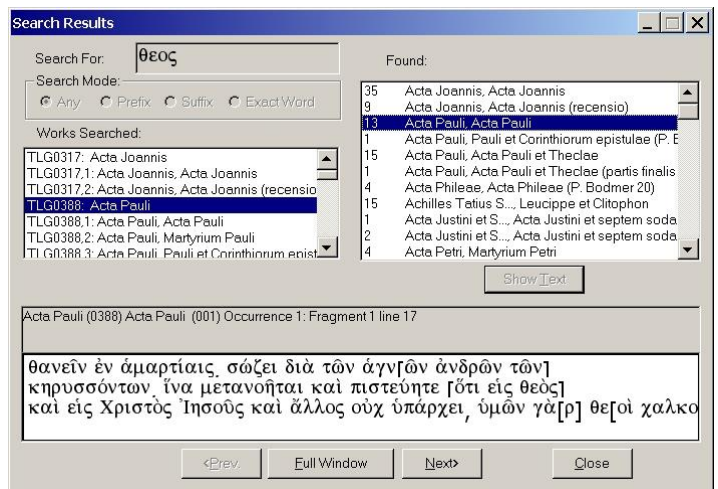 Search Results
Search For: θεος
Search Mode:
Any Prefix Suffix Exact Word
Works Searched:
TLG0317: Acta Joannis
TLG0317,1: Acta Joannis, Acta Joannis
TLG0317,2: Acta Joannis, Acta Joannis (recensio
TLG0388: Acta Pauli
TLG0388,1: Acta Pauli, Acta Pauli
TLG0388,2: Acta Pauli, Martyrium Pauli
TLG0388,3: Acta Pauli, Pauli et Corinthiorum epist
Found:
35 Acta Joannis, Acta Joannis
9 Acta Joannis, Acta Joannis (recensio)
13 Acta Pauli, Acta Pauli
1 Acta Pauli, Pauli et Corinthiorum epistulae (P. B
15 Acta Pauli, Acta Pauli et Theclae
1 Acta Pauli, Acta Pauli et Theclae (partis finalis
4 Acta Phileae, Acta Phileae (P. Bodmer 20)
15 Achilles Tatius S..., Leucippe et Clitophon
1 Acta Justini et S..., Acta Justini et septem soda
2 Acta Justini et S..., Acta Justini et septem soda
4 Acta Petri, Martyrium Petri
Show Text
Acta Pauli (0388) Acta Pauli (001) Occurrence 1: Fragment 1 line 17
θανεῖν ἐν ἁμαρτίαις. σώζει διὰ τῶν ἁγν⌈ῶν ἀνδρῶν τῶν⌉
κηρυσσόντων. ἵνα μετανοῆται καὶ πιστεύητε ⌈ὅτι εἷς θεὸς⌉
καὶ εἷς Χριστὸς Ἰησοῦς καὶ ἄλλος οὐχ ὑπάρχει, ὑμῶν γὰ[ρ] θε[οὶ χαλκο
<Prev. Full Window Next> Close